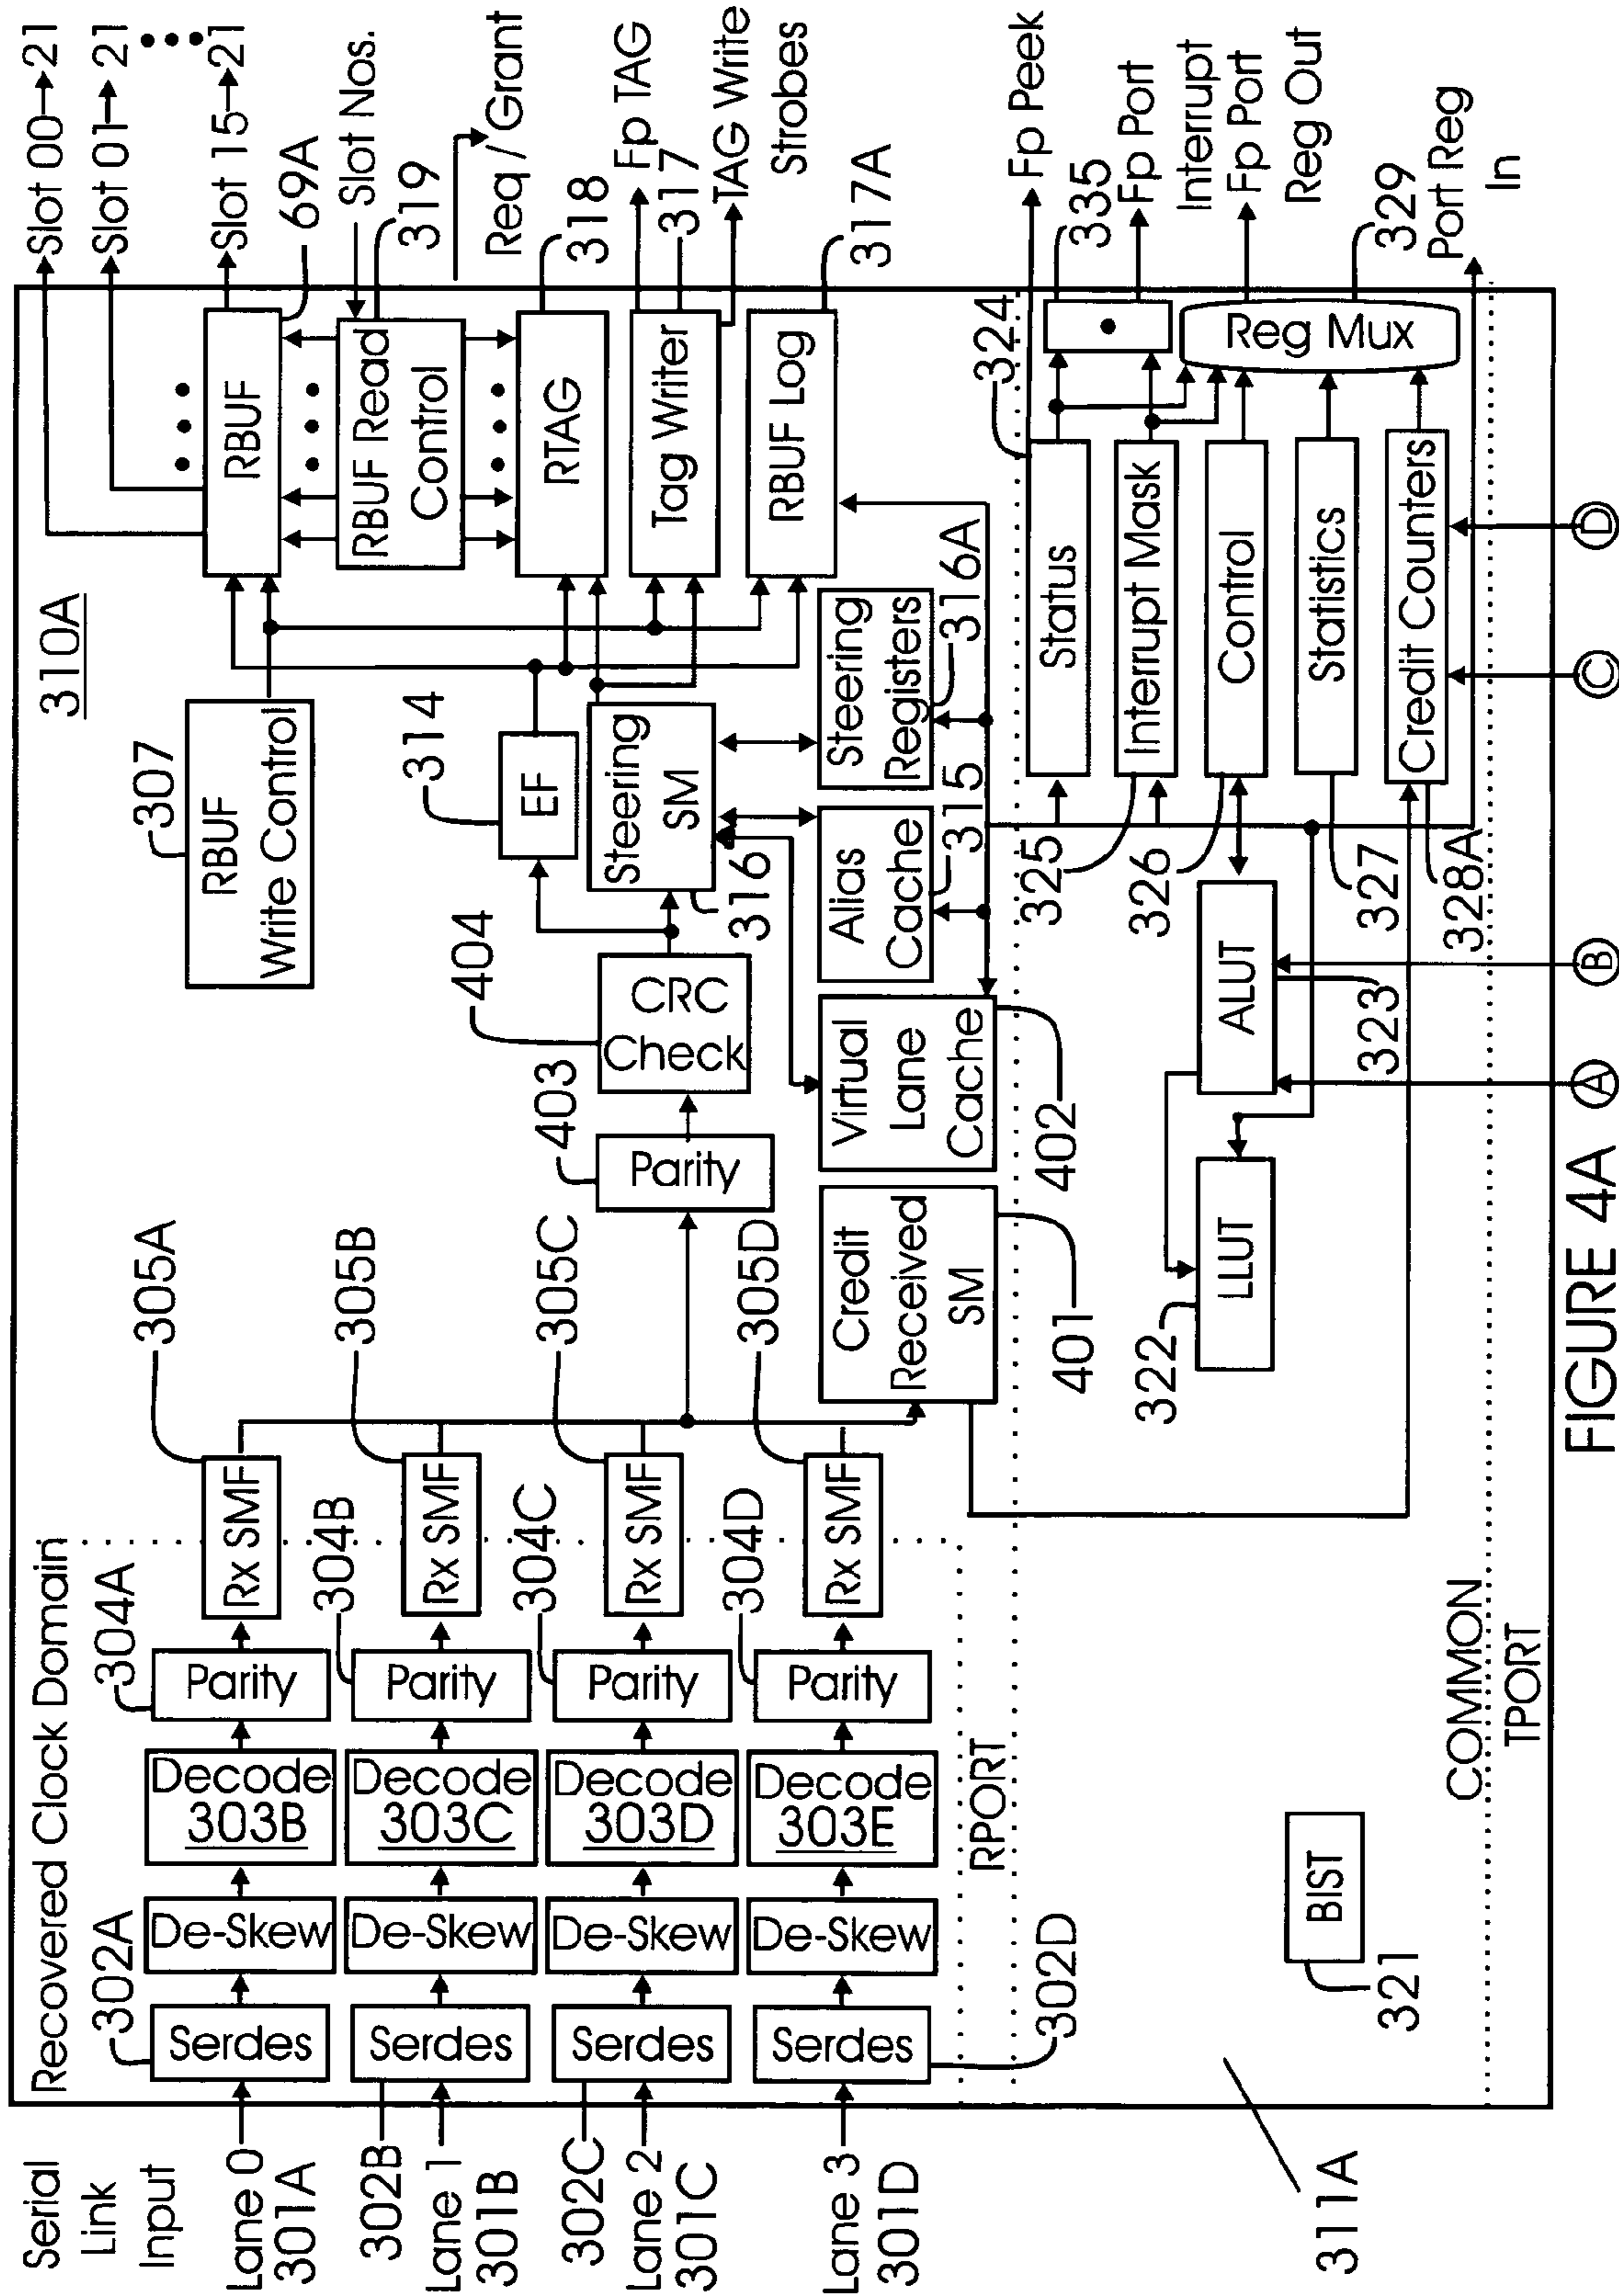 Serial
Link
Input
Lane 0
301A
302B
Lane 1
301B
302C
Lane 2
301C
Lane 3
301D
311A
Recovered Clock Domain
302A
Serdes
De-Skew
Decode
303B
Parity
304A
Rx SMF
305A
Serdes
De-Skew
Decode
303C
Parity
304B
Rx SMF
305B
Serdes
De-Skew
Decode
303D
Parity
304C
Rx SMF
305C
Serdes
302D
De-Skew
Decode
303E
Parity
304D
Rx SMF
305D
RPORT
Credit
Received
SM
401
Parity
403
CRC
Check
404
Virtual
Lane
Cache
402
Alias
Cache
315
Steering
Registers
316A
Steering
SM
316
EF
314
RBUF
Write Control
307
310A
RBUF
69A
RBUF Read
Control
319
RTAG
318
Tag Writer
317
RBUF Log
317A
Slot 00→21
Slot 01→21
Slot 15→21
Slot Nos.
Req / Grant
Fp TAG
TAG Write
Strobes
Fp Peek
335
Fp Port
Interrupt
Fp Port
Reg Out
329
Port Reg
In
324
Status
325
Interrupt Mask
326
Control
327
Statistics
328A
Credit Counters
Reg Mux
322
LLUT
ALUT
323
BIST
321
COMMON
TPORT
A
B
C
D
FIGURE 4A